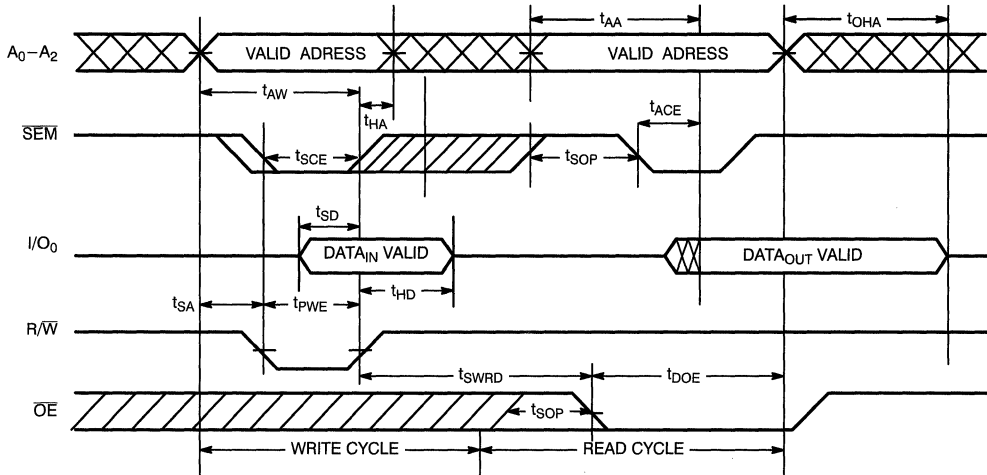 tAA
tOHA
A0–A2
VALID ADRESS
VALID ADRESS
tAW
tHA
tACE
SEM
tSCE
tSOP
tSD
I/O0
DATAIN VALID
DATAOUT VALID
tSA
tPWE
tHD
R/W
tSWRD
tDOE
OE
tSOP
WRITE CYCLE
READ CYCLE